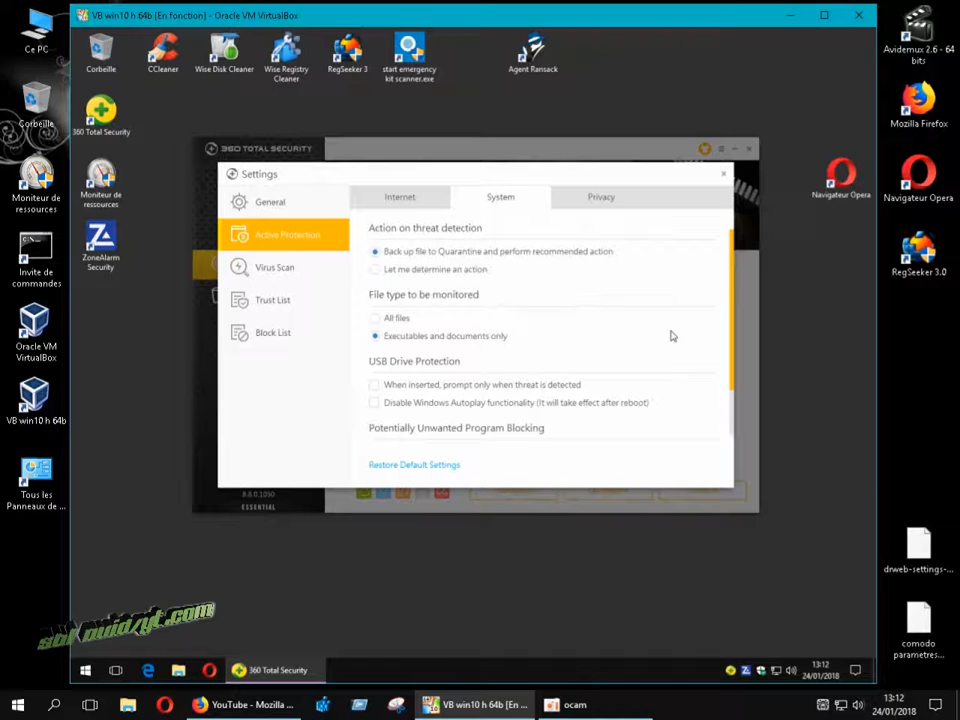 VB win10 h 64b [En fonction] - Oracle VM VirtualBox
Ce PC
Corbeille
Moniteur de
ressources
Invite de
commandes
Oracle VM
VirtualBox
VB win10 h 64b
Tous les
Panneaux de ...
Corbeille
CCleaner
Wise Disk Cleaner
Wise Registry
Cleaner
RegSeeker 3
start emergency
kit scanner.exe
Agent Ransack
360 Total Security
Moniteur de
ressources
ZoneAlarm
Security
Navigateur Opera
Avidemux 2.6 - 64
bits
Mozilla Firefox
Navigateur Opera
RegSeeker 3.0
drweb-settings-...
comodo
parametres...
360 TOTAL SECURITY
Settings
General
Active Protection
Virus Scan
Trust List
Block List
Internet
System
Privacy
Action on threat detection
Back up file to Quarantine and perform recommended action
Let me determine an action
File type to be monitored
All files
Executables and documents only
USB Drive Protection
When inserted, prompt only when threat is detected
Disable Windows Autoplay functionality (It will take effect after reboot)
Potentially Unwanted Program Blocking
Restore Default Settings
8.8.0.1050
ESSENTIAL
360 Total Security
13:12
24/01/2018
YouTube - Mozilla ...
VB win10 h 64b [En ...
ocam
13:12
24/01/2018